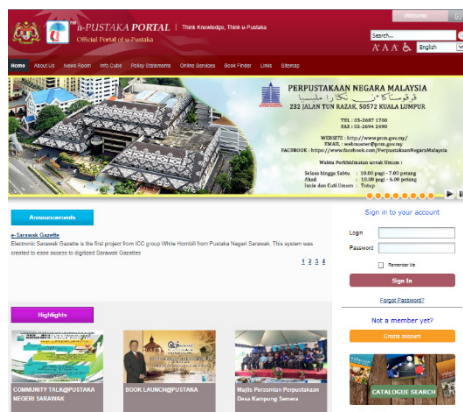 u-PUSTAKA PORTAL | Think Knowledge, Think u-Pustaka
Official Portal of u-Pustaka
Welcome
Search...
A⁻ A A⁺ English
Home About Us News Room Info Cube Policy Statements Online Services Book Finder Links Sitemap
PERPUSTAKAAN NEGARA MALAYSIA
232 JALAN TUN RAZAK, 50572 KUALA LUMPUR
TEL : 03-2687 1700
FAX : 03-2694 2490
WEBSITE : http://www.pnm.gov.my/
EMAIL : webmaster@pnm.gov.my
FACEBOOK : https://www.facebook.com/PerpustakaanNegaraMalaysia
Waktu Perkhidmatan untuk Umum :
Selasa hingga Sabtu : 10.00 pagi - 7.00 petang
Ahad : 10.00 pagi - 6.00 petang
Isnin dan Cuti Umum : Tutup
Announcements
e-Sarawak Gazette
Electronic Sarawak Gazette is the first project from ICC group White Hornbill from Pustaka Negeri Sarawak. This system was
created to ease access to digitized Sarawak Gazettes
1 2 3 4
Sign in to your account
Login
Password
Remember Me
Sign In
Forgot Password?
Not a member yet?
Create account
CATALOGUE SEARCH
Highlights
COMMUNITY TALK@PUSTAKA
NEGERI SARAWAK
BOOK LAUNCH@PUSTAKA
Majlis Perasmian Perpustakaan
Desa Kampung Semera